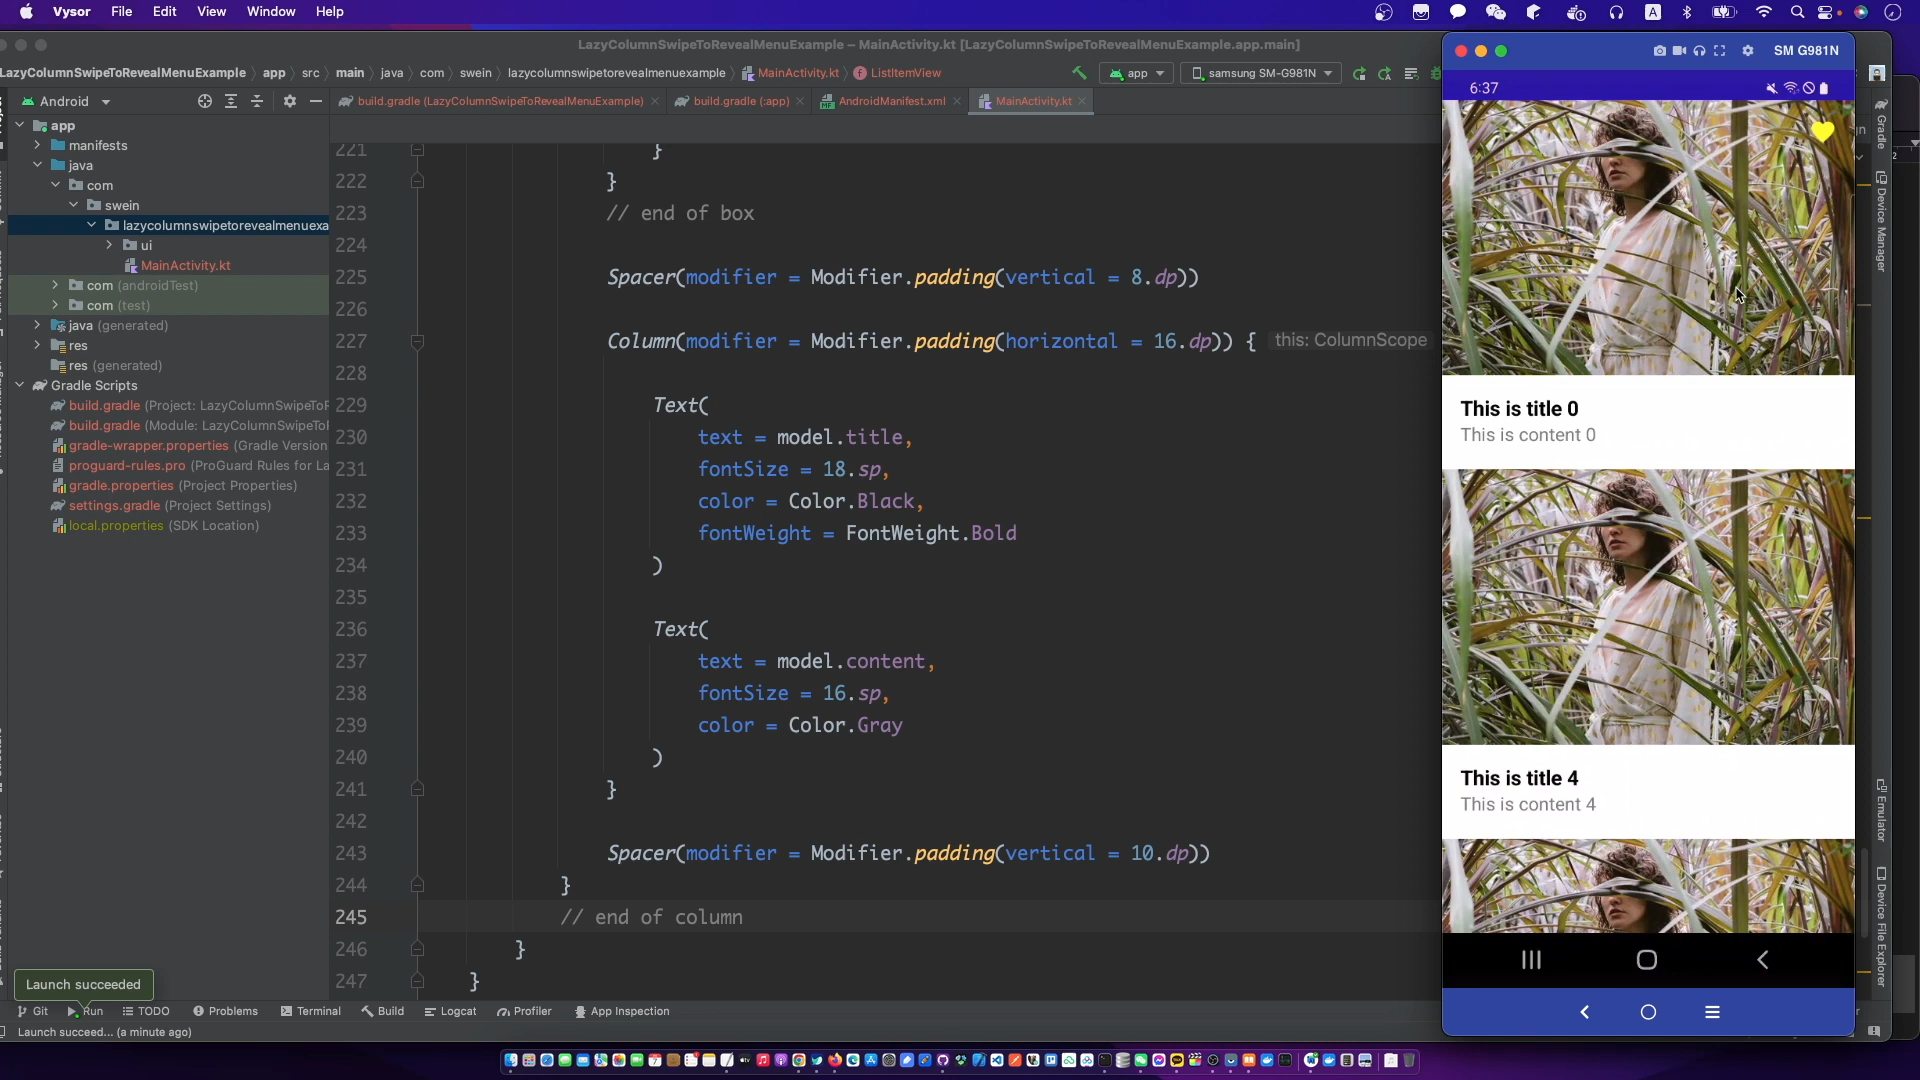 Vysor File Edit View Window Help
LazyColumnSwipeToRevealMenuExample – MainActivity.kt [LazyColumnSwipeToRevealMenuExample.app.main]
LazyColumnSwipeToRevealMenuExample app src main java com swein lazycolumnswipetorevealmenuexample MainActivity.kt ListItemView
app samsung SM-G981N
Android
build.gradle (LazyColumnSwipeToRevealMenuExample) build.gradle (:app) AndroidManifest.xml MainActivity.kt
app
manifests
java
com
swein
lazycolumnswipetorevealmenuexa
ui
MainActivity.kt
com (androidTest)
com (test)
java (generated)
res
res (generated)
Gradle Scripts
build.gradle (Project: LazyColumnSwipeToR
build.gradle (Module: LazyColumnSwipeToR
gradle-wrapper.properties (Gradle Version
proguard-rules.pro (ProGuard Rules for La
gradle.properties (Project Properties)
settings.gradle (Project Settings)
local.properties (SDK Location)
221 }
222 }
223 // end of box
224
225 Spacer(modifier = Modifier.padding(vertical = 8.dp))
226
227 Column(modifier = Modifier.padding(horizontal = 16.dp)) { this: ColumnScope
228
229 Text(
230 text = model.title,
231 fontSize = 18.sp,
232 color = Color.Black,
233 fontWeight = FontWeight.Bold
234 )
235
236 Text(
237 text = model.content,
238 fontSize = 16.sp,
239 color = Color.Gray
240 )
241 }
242
243 Spacer(modifier = Modifier.padding(vertical = 10.dp))
244 }
245 // end of column
246 }
247 }
SM G981N
6:37
This is title 0
This is content 0
This is title 4
This is content 4
Gradle
Device Manager
Emulator
Device File Explorer
Launch succeeded
Git Run TODO Problems Terminal Build Logcat Profiler App Inspection
Launch succeed... (a minute ago)